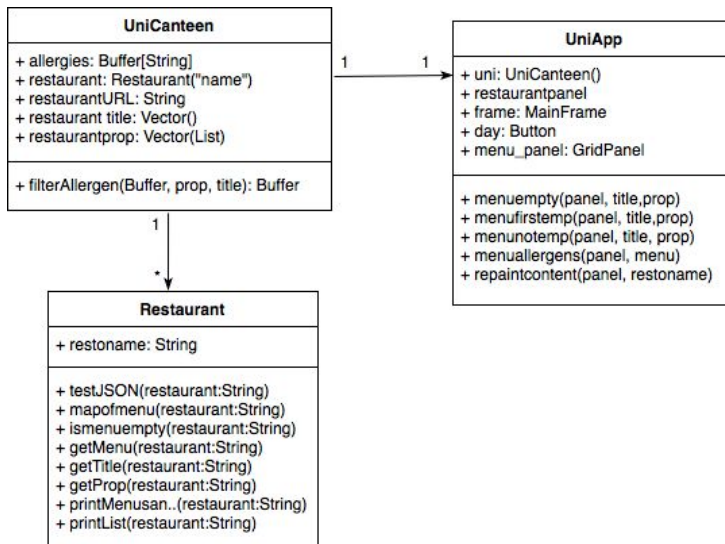 UniCanteen
+ allergies: Buffer[String]
+ restaurant: Restaurant("name")
+ restaurantURL: String
+ restaurant title: Vector()
+ restaurantprop: Vector(List)
+ filterAllergen(Buffer, prop, title): Buffer
1
1
UniApp
+ uni: UniCanteen()
+ restaurantpanel
+ frame: MainFrame
+ day: Button
+ menu_panel: GridPanel
+ menuempty(panel, title,prop)
+ menufirstemp(panel, title,prop)
+ menunotemp(panel, title, prop)
+ menuallergens(panel, menu)
+ repaintcontent(panel, restoname)
1
*
Restaurant
+ restoname: String
+ testJSON(restaurant:String)
+ mapofmenu(restaurant:String)
+ ismenuempty(restaurant:String)
+ getMenu(restaurant:String)
+ getTitle(restaurant:String)
+ getProp(restaurant:String)
+ printMenusan..(restaurant:String)
+ printList(restaurant:String)